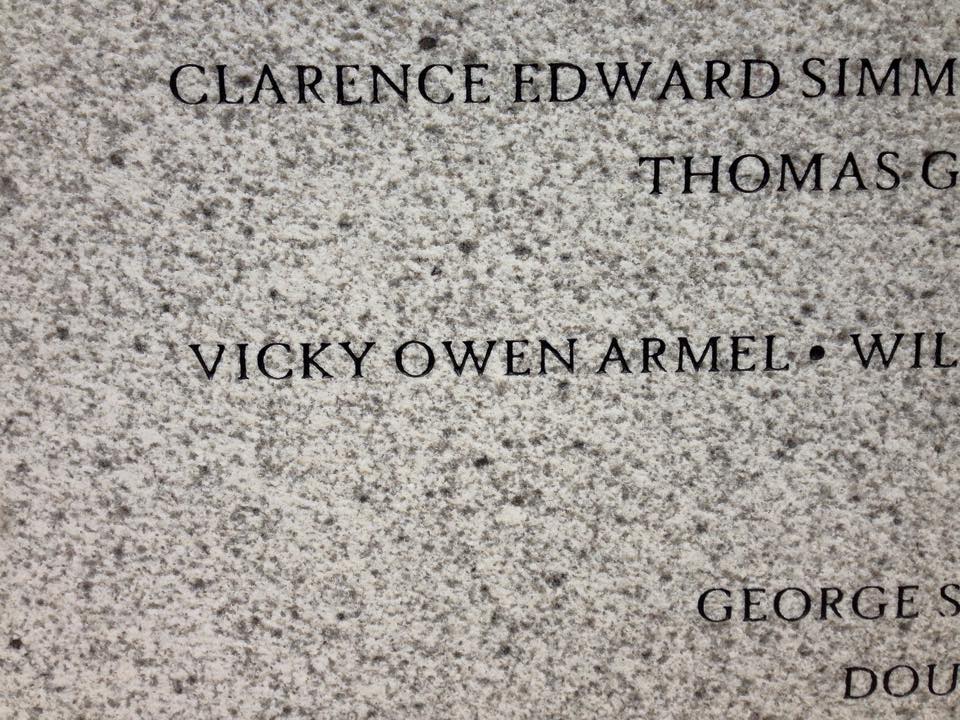 CLARENCE EDWARD SIMM
THOMAS G
VICKY OWEN ARMEL • WIL
GEORGE S
DOU